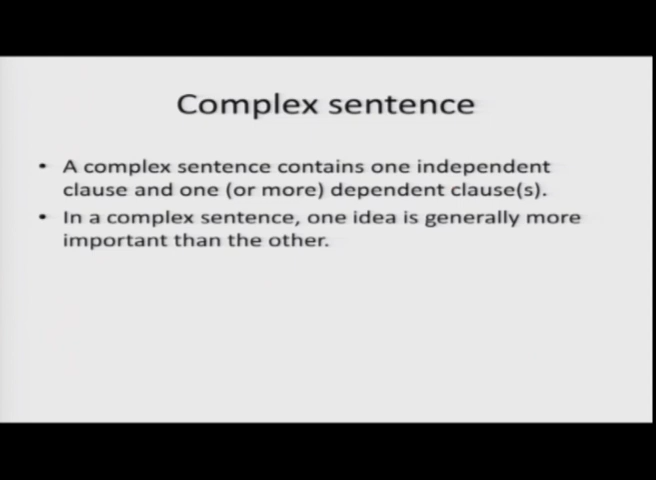 Complex sentence
• A complex sentence contains one independent
clause and one (or more) dependent clause(s).
• In a complex sentence, one idea is generally more
important than the other.